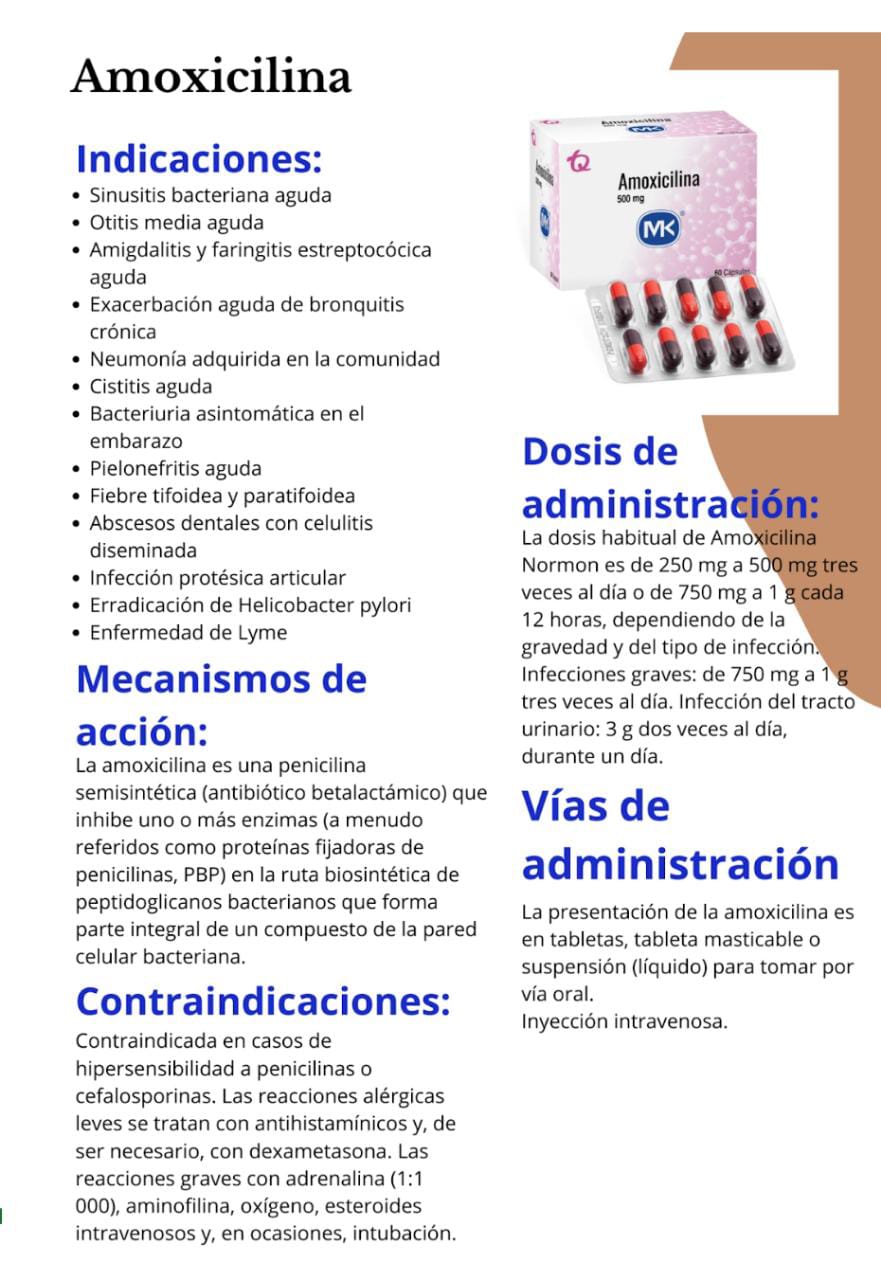 Amoxicilina
Indicaciones:
• Sinusitis bacteriana aguda
• Otitis media aguda
• Amigdalitis y faringitis estreptocócica
aguda
• Exacerbación aguda de bronquitis
crónica
• Neumonía adquirida en la comunidad
• Cistitis aguda
• Bacteriuria asintomática en el
embarazo
• Pielonefritis aguda
• Fiebre tifoidea y paratifoidea
• Abscesos dentales con celulitis
diseminada
• Infección protésica articular
• Erradicación de Helicobacter pylori
• Enfermedad de Lyme
Mecanismos de
acción:
La amoxicilina es una penicilina
semisintética (antibiótico betalactámico) que
inhibe uno o más enzimas (a menudo
referidos como proteínas fijadoras de
penicilinas, PBP) en la ruta biosintética de
peptidoglicanos bacterianos que forma
parte integral de un compuesto de la pared
celular bacteriana.
Contraindicaciones:
Contraindicada en casos de
hipersensibilidad a penicilinas o
cefalosporinas. Las reacciones alérgicas
leves se tratan con antihistamínicos y, de
ser necesario, con dexametasona. Las
reacciones graves con adrenalina (1:1
000), aminofilina, oxígeno, esteroides
intravenosos y, en ocasiones, intubación.
Amoxicilina
500 mg
MK
TQ
Amoxicilina
500 mg
MK
60 Cápsulas
Dosis de
administración:
La dosis habitual de Amoxicilina
Normon es de 250 mg a 500 mg tres
veces al día o de 750 mg a 1 g cada
12 horas, dependiendo de la
gravedad y del tipo de infección.
Infecciones graves: de 750 mg a 1 g
tres veces al día. Infección del tracto
urinario: 3 g dos veces al día,
durante un día.
Vías de
administración
La presentación de la amoxicilina es
en tabletas, tableta masticable o
suspensión (líquido) para tomar por
vía oral.
Inyección intravenosa.